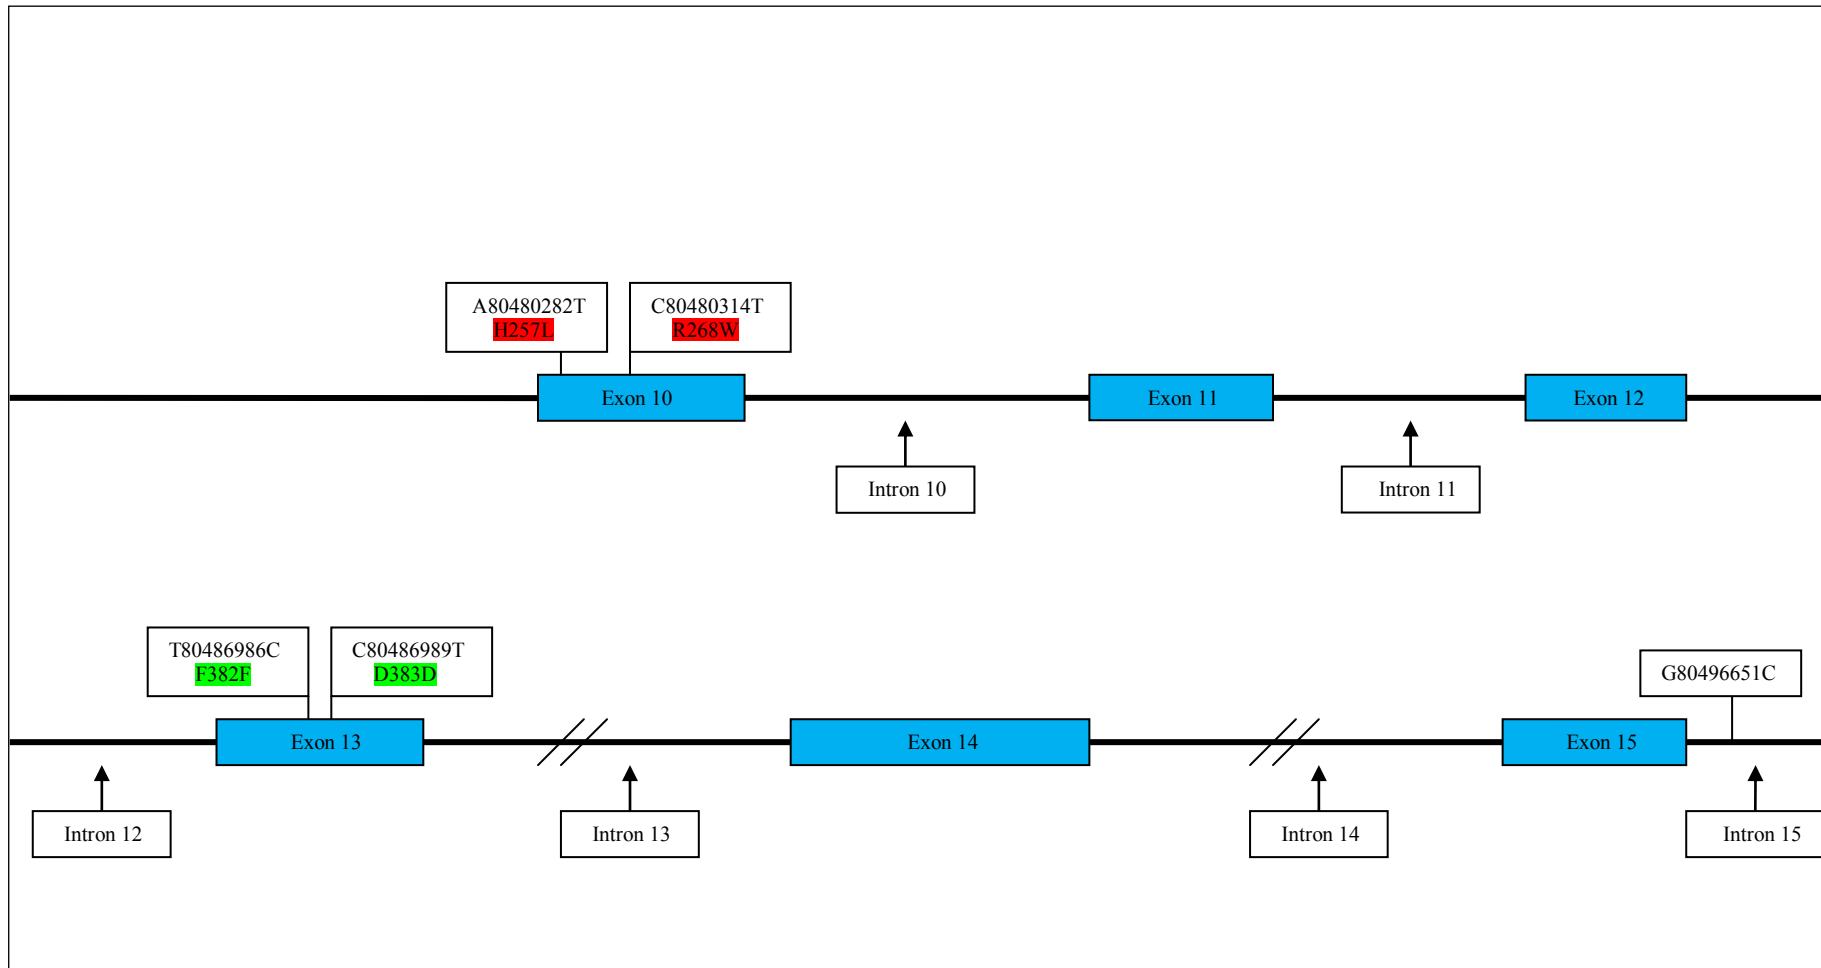 A80480282T
H257L
C80480314T
R268W
Exon 10
Exon 11
Exon 12
Intron 10
Intron 11
T80486986C
F382F
C80486989T
D383D
G80496651C
Exon 13
Exon 14
Exon 15
Intron 12
Intron 13
Intron 14
Intron 15